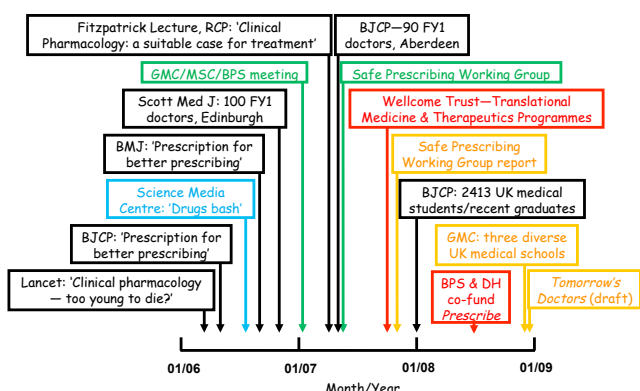 Fitzpatrick Lecture, RCP: ‘Clinical
Pharmacology: a suitable case for treatment’
BJCP—90 FY1
doctors, Aberdeen
GMC/MSC/BPS meeting
Safe Prescribing Working Group
Scott Med J: 100 FY1
doctors, Edinburgh
Wellcome Trust—Translational
Medicine & Therapeutics Programmes
BMJ: ‘Prescription for
better prescribing’
Safe Prescribing
Working Group report
Science Media
Centre: ‘Drugs bash’
BJCP: 2413 UK medical
students/recent graduates
BJCP: ‘Prescription for
better prescribing’
GMC: three diverse
UK medical schools
Lancet: ‘Clinical pharmacology
— too young to die?’
BPS & DH
co-fund
Prescribe
Tomorrow’s
Doctors (draft)
01/06 01/07 01/08 01/09
Month/Year